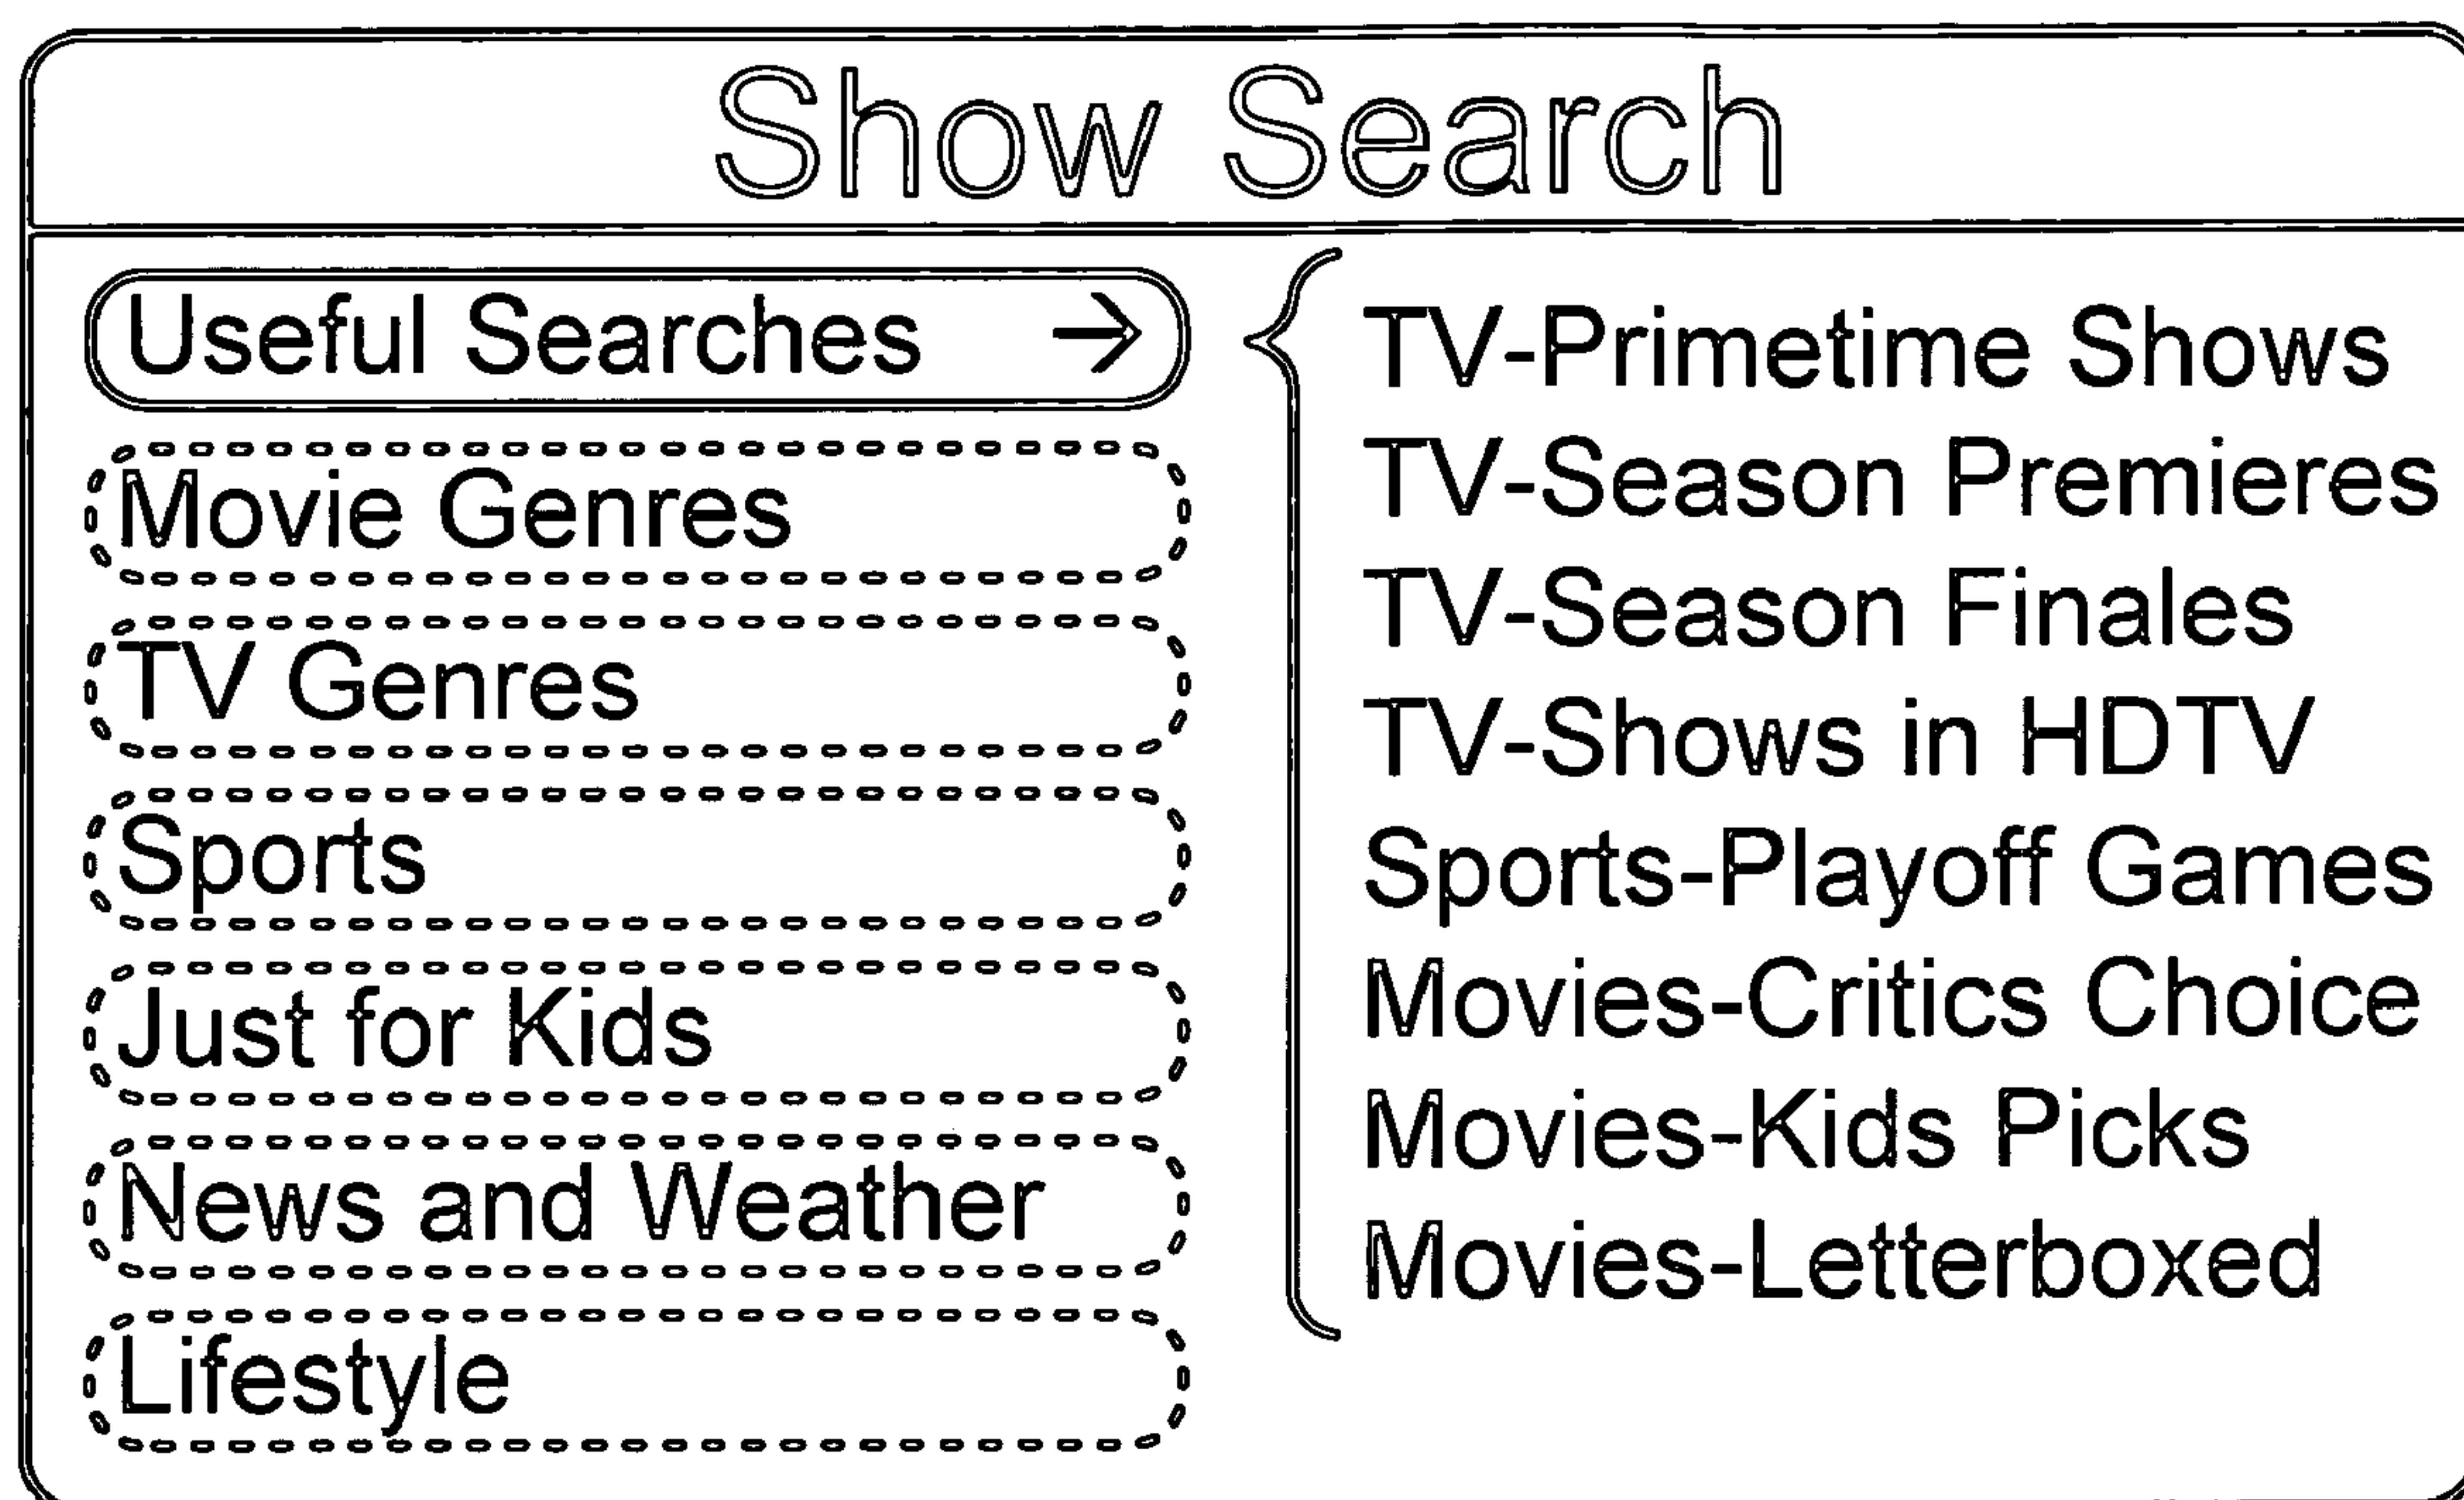 Show Search
Useful Searches →
Movie Genres
TV Genres
Sports
Just for Kids
News and Weather
Lifestyle
TV-Primetime Shows
TV-Season Premieres
TV-Season Finales
TV-Shows in HDTV
Sports-Playoff Games
Movies-Critics Choice
Movies-Kids Picks
Movies-Letterboxed